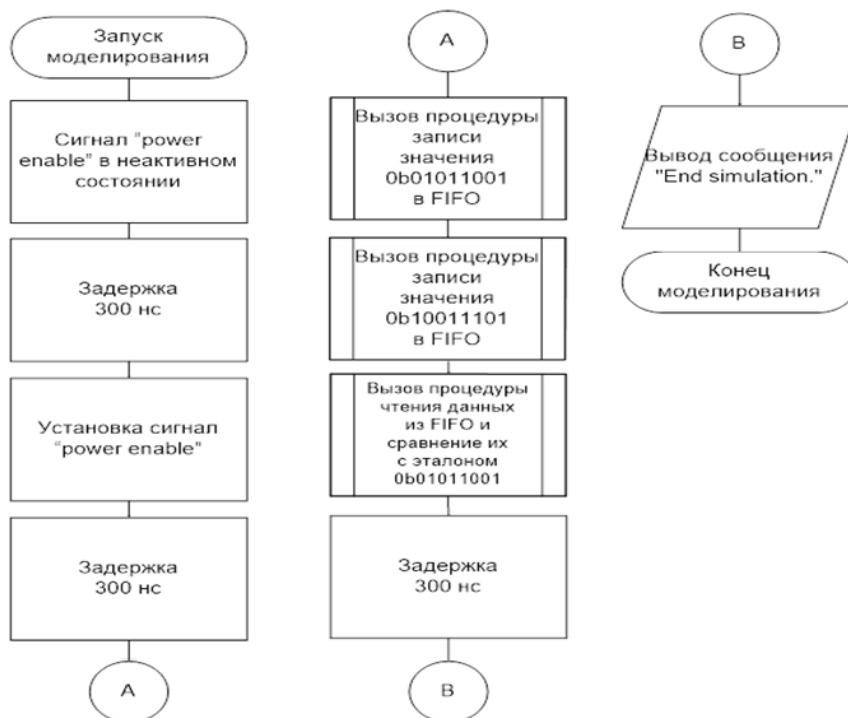 Запуск
моделирования
Сигнал "power
enable" в неактивном
состоянии
Задержка
300 нс
Установка сигнал
"power enable"
Задержка
300 нс
А
А
Вызов процедуры
записи
значения
0b01011001
в FIFO
Вызов процедуры
записи
значения
0b10011101
в FIFO
Вызов процедуры
чтения данных
из FIFO и
сравнение их
с эталоном
0b01011001
Задержка
300 нс
В
В
Вывод сообщения
"End simulation."
Конец
моделирования